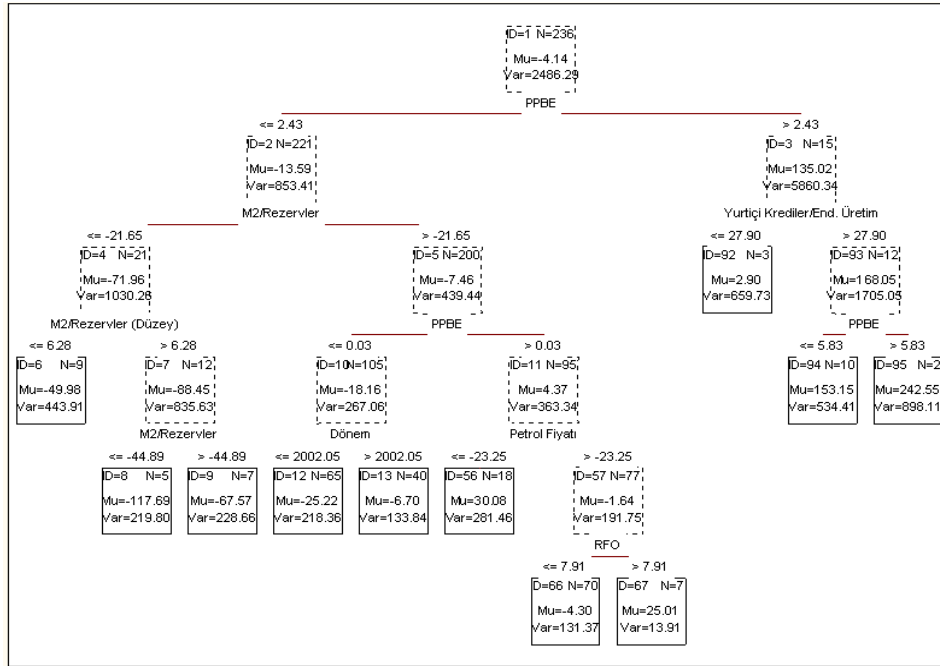 ID=1 N=236
Mu=-4.14
Var=2486.29
PPBE
<= 2.43 > 2.43
ID=2 N=221 ID=3 N=15
Mu=-13.59 Mu=135.02
Var=853.41 Var=5860.34
M2/Rezervler Yurtiçi Krediler/End. Üretim
<= -21.65 > -21.65 <= 27.90 > 27.90
ID=4 N=21 ID=5 N=200 ID=92 N=3 ID=93 N=12
Mu=-71.96 Mu=-7.46 Mu=2.90 Mu=168.05
Var=1030.26 Var=439.44 Var=659.73 Var=1705.05
M2/Rezervler (Düzey) PPBE PPBE
<= 6.28 > 6.28 <= 0.03 > 0.03 <= 5.83 > 5.83
ID=6 N=9 ID=7 N=12 ID=10 N=105 ID=11 N=95 ID=94 N=10 ID=95 N=2
Mu=-49.98 Mu=-88.45 Mu=-18.16 Mu=4.37 Mu=153.15 Mu=242.55
Var=443.91 Var=835.63 Var=267.06 Var=363.34 Var=534.41 Var=898.11
M2/Rezervler Dönem Petrol Fiyatı
<= -44.89 > -44.89 <= 2002.05 > 2002.05 <= -23.25 > -23.25
ID=8 N=5 ID=9 N=7 ID=12 N=65 ID=13 N=40 ID=56 N=18 ID=57 N=77
Mu=-117.69 Mu=-67.57 Mu=-25.22 Mu=-6.70 Mu=30.08 Mu=-1.64
Var=219.80 Var=228.66 Var=218.36 Var=133.84 Var=281.46 Var=191.75
RFO
<= 7.91 > 7.91
ID=66 N=70 ID=67 N=7
Mu=-4.30 Mu=25.01
Var=131.37 Var=13.91